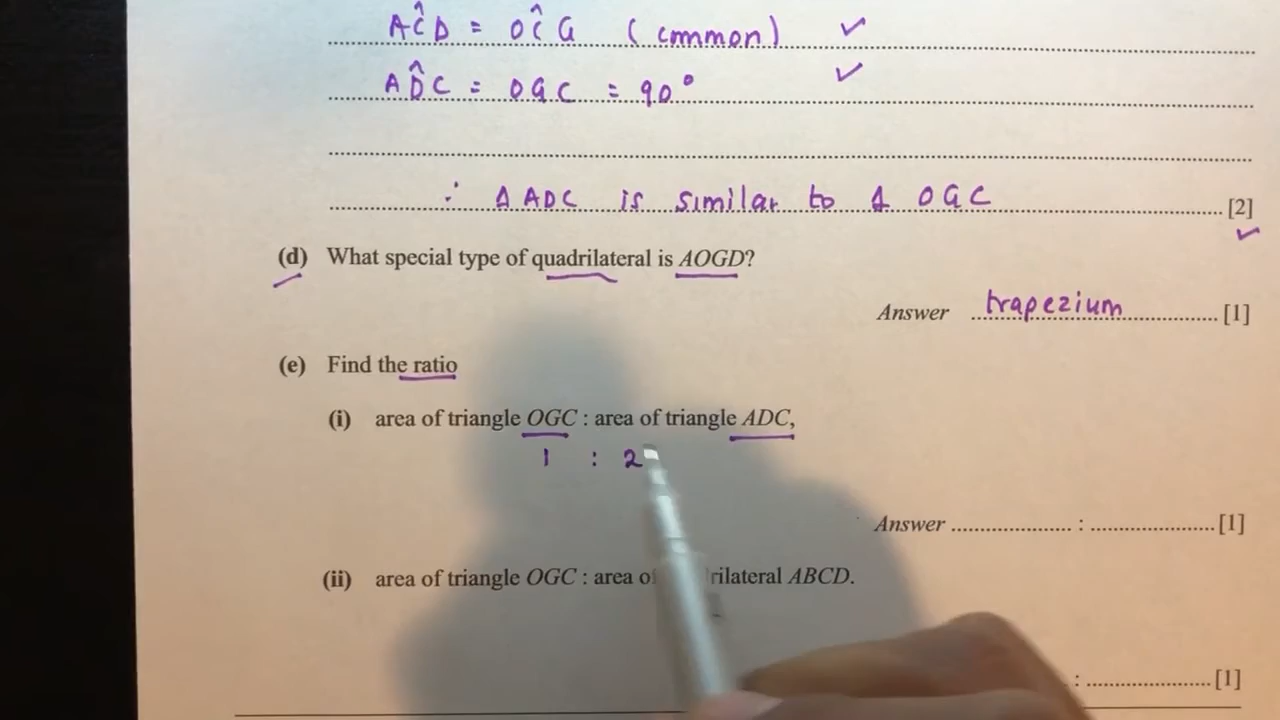 AĈD = OĈG (common) ✓
AD̂C = OGC = 90° ✓
∴ Δ ADC is similar to Δ OGC [2]
(d) What special type of quadrilateral is AOGD?
Answer trapezium [1]
(e) Find the ratio
(i) area of triangle OGC : area of triangle ADC,
1 : 2
Answer : [1]
(ii) area of triangle OGC : area ABCD.
: [1]